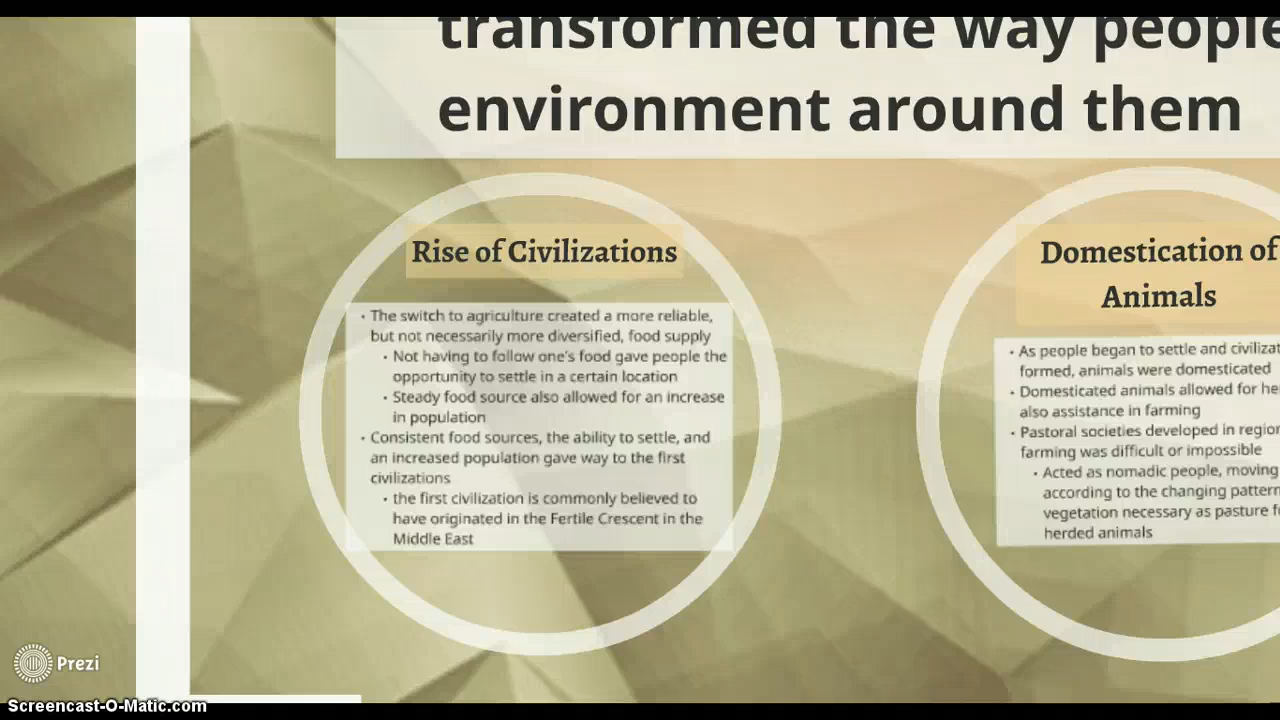 transformed the way people
environment around them
Rise of Civilizations
• The switch to agriculture created a more reliable,
but not necessarily more diversified, food supply
• Not having to follow one's food gave people the
opportunity to settle in a certain location
• Steady food source also allowed for an increase
in population
• Consistent food sources, the ability to settle, and
an increased population gave way to the first
civilizations
• the first civilization is commonly believed to
have originated in the Fertile Crescent in the
Middle East
Domestication of
Animals
• As people began to settle and
formed, animals were domesticated
• Domesticated animals allowed for
also assistance in farming
• Pastoral societies developed in
farming was difficult or impossible
• Acted as nomadic people, moving
according to the changing
vegetation necessary as pasture
herded animals
Prezi
Screencast-O-Matic.com